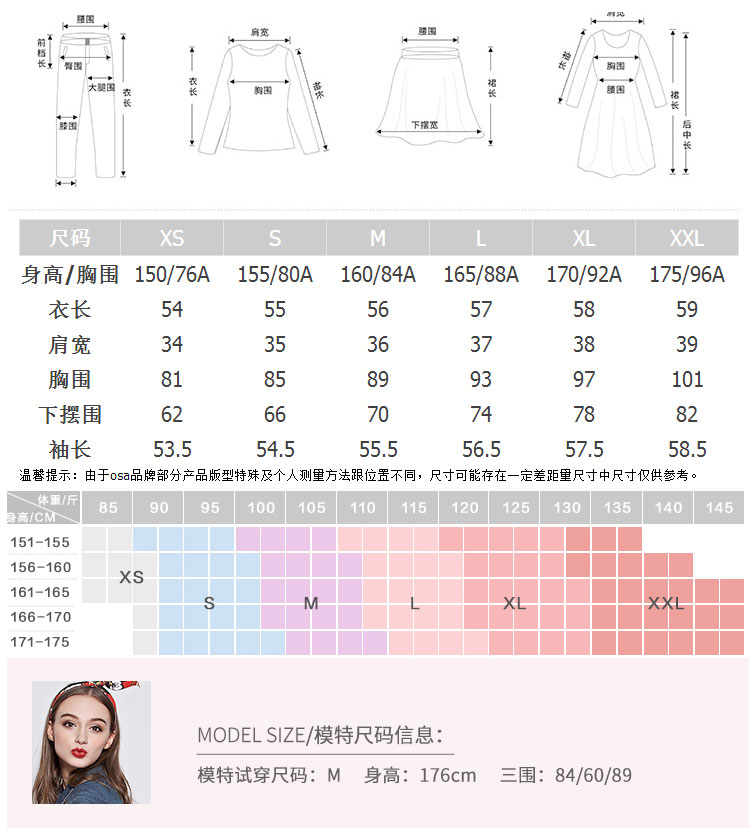 腰围
前档长
臀围
大腿围
衣长
膝围
脚口
肩宽
衣长
胸围
袖长
腰围
裙长
下摆宽
肩宽
袖长
胸围
腰围
裙长
后中长
尺码 XS S M L XL XXL
身高/胸围 150/76A 155/80A 160/84A 165/88A 170/92A 175/96A
衣长 54 55 56 57 58 59
肩宽 34 35 36 37 38 39
胸围 81 85 89 93 97 101
下摆围 62 66 70 74 78 82
袖长 53.5 54.5 55.5 56.5 57.5 58.5
温馨提示：由于osa品牌部分产品版型特殊及个人测量方法跟位置不同，尺寸可能存在一定差距量尺寸中尺寸仅供参考。
体重/斤 85 90 95 100 105 110 115 120 125 130 135 140 145
身高/CM
151-155
156-160
XS
161-165
S M L XL XXL
166-170
171-175
MODEL SIZE/模特尺码信息：
模特试穿尺码：M 身高：176cm 三围：84/60/89